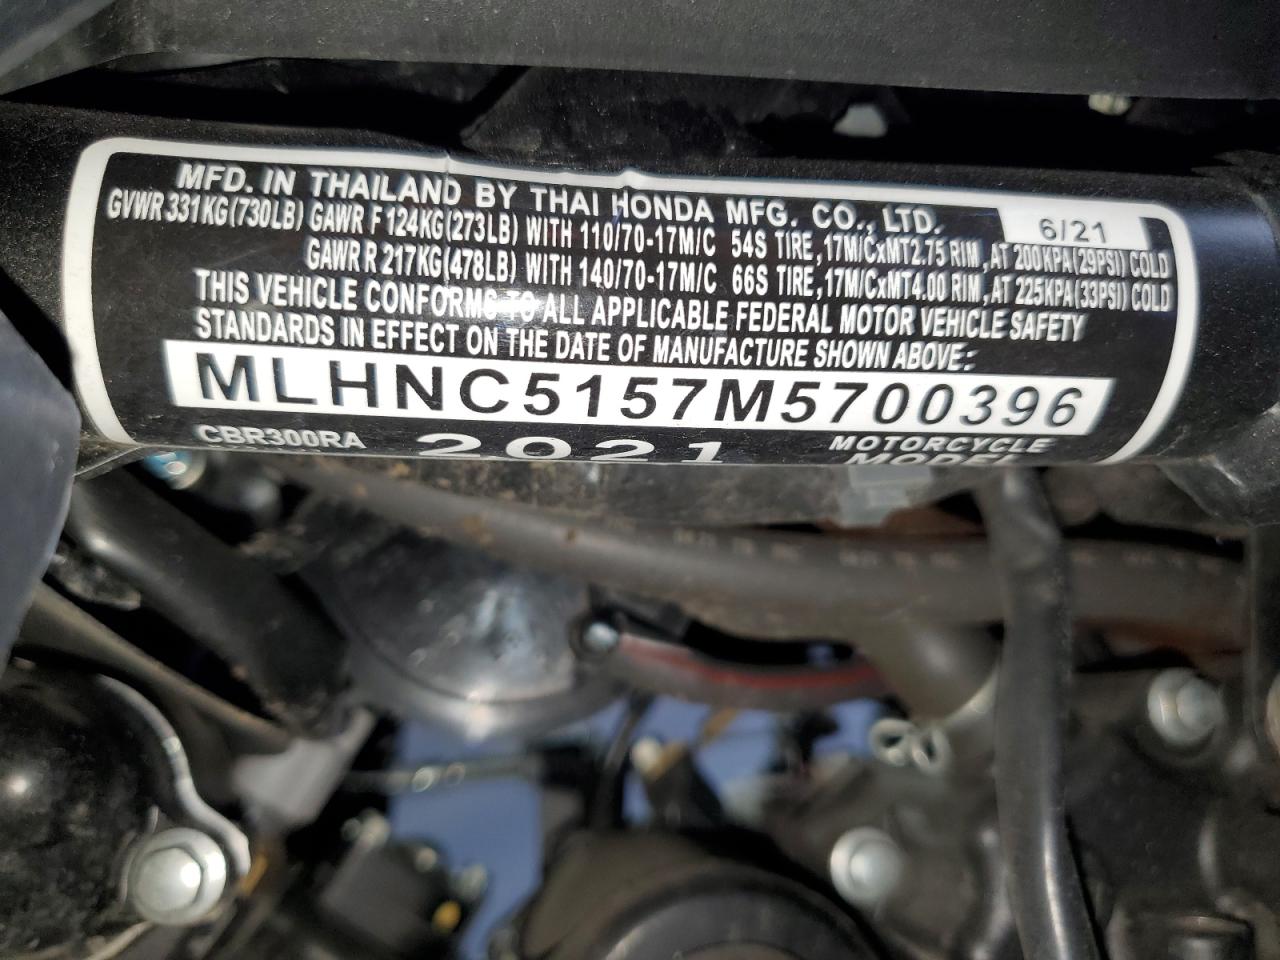 MFD. IN THAILAND BY THAI HONDA MFG. CO., LTD. 6/21
GVWR 331KG(730LB) GAWR F 124KG(273LB) WITH 110/70-17M/C 54S TIRE,17M/CxMT2.75 RIM, AT 200KPA(29PSI) COLD
GAWR R 217KG(478LB) WITH 140/70-17M/C 66S TIRE,17M/CxMT4.00 RIM, AT 225KPA(33PSI) COLD
THIS VEHICLE CONFORMS TO ALL APPLICABLE FEDERAL MOTOR VEHICLE SAFETY
STANDARDS IN EFFECT ON THE DATE OF MANUFACTURE SHOWN ABOVE:
MLHNC5157M5700396
CBR300RA 2021 MOTORCYCLE
MODEL